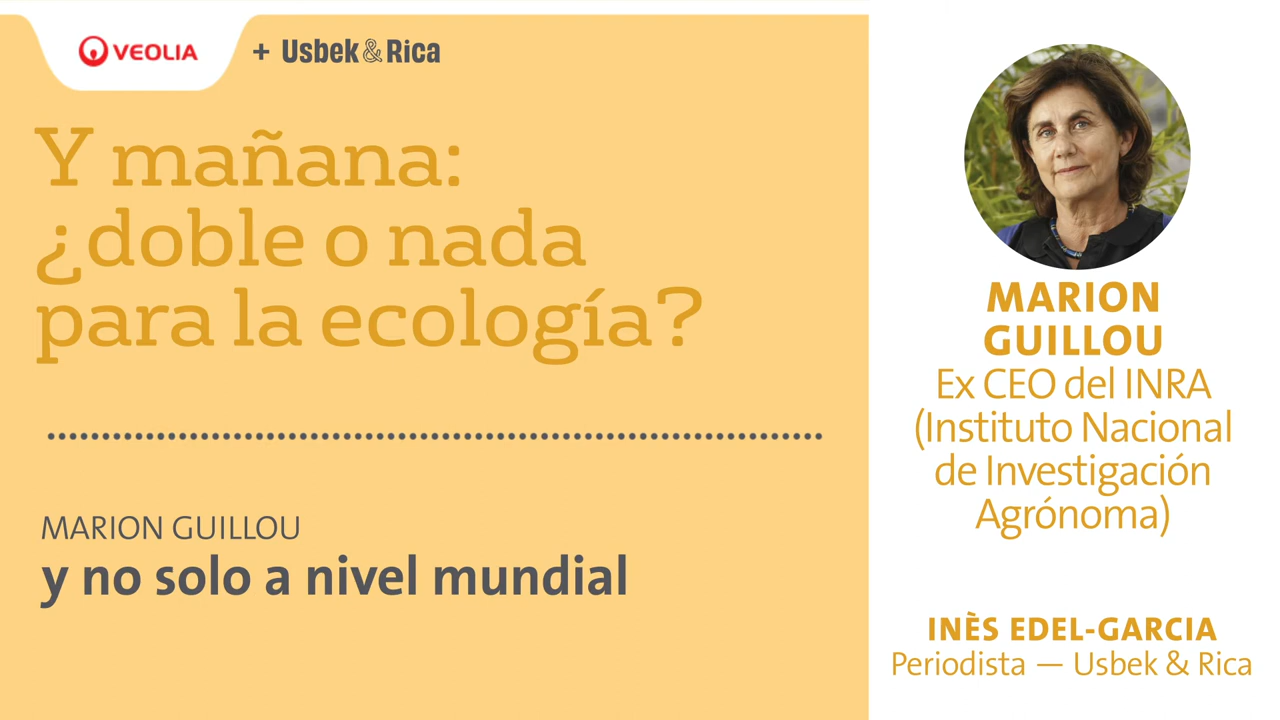 VEOLIA + Usbek & Rica
Y mañana:
¿doble o nada
para la ecología?
MARION GUILLOU
y no solo a nivel mundial
MARION
GUILLOU
Ex CEO del INRA
(Instituto Nacional
de Investigación
Agrónoma)
INÈS EDEL-GARCIA
Periodista — Usbek & Rica